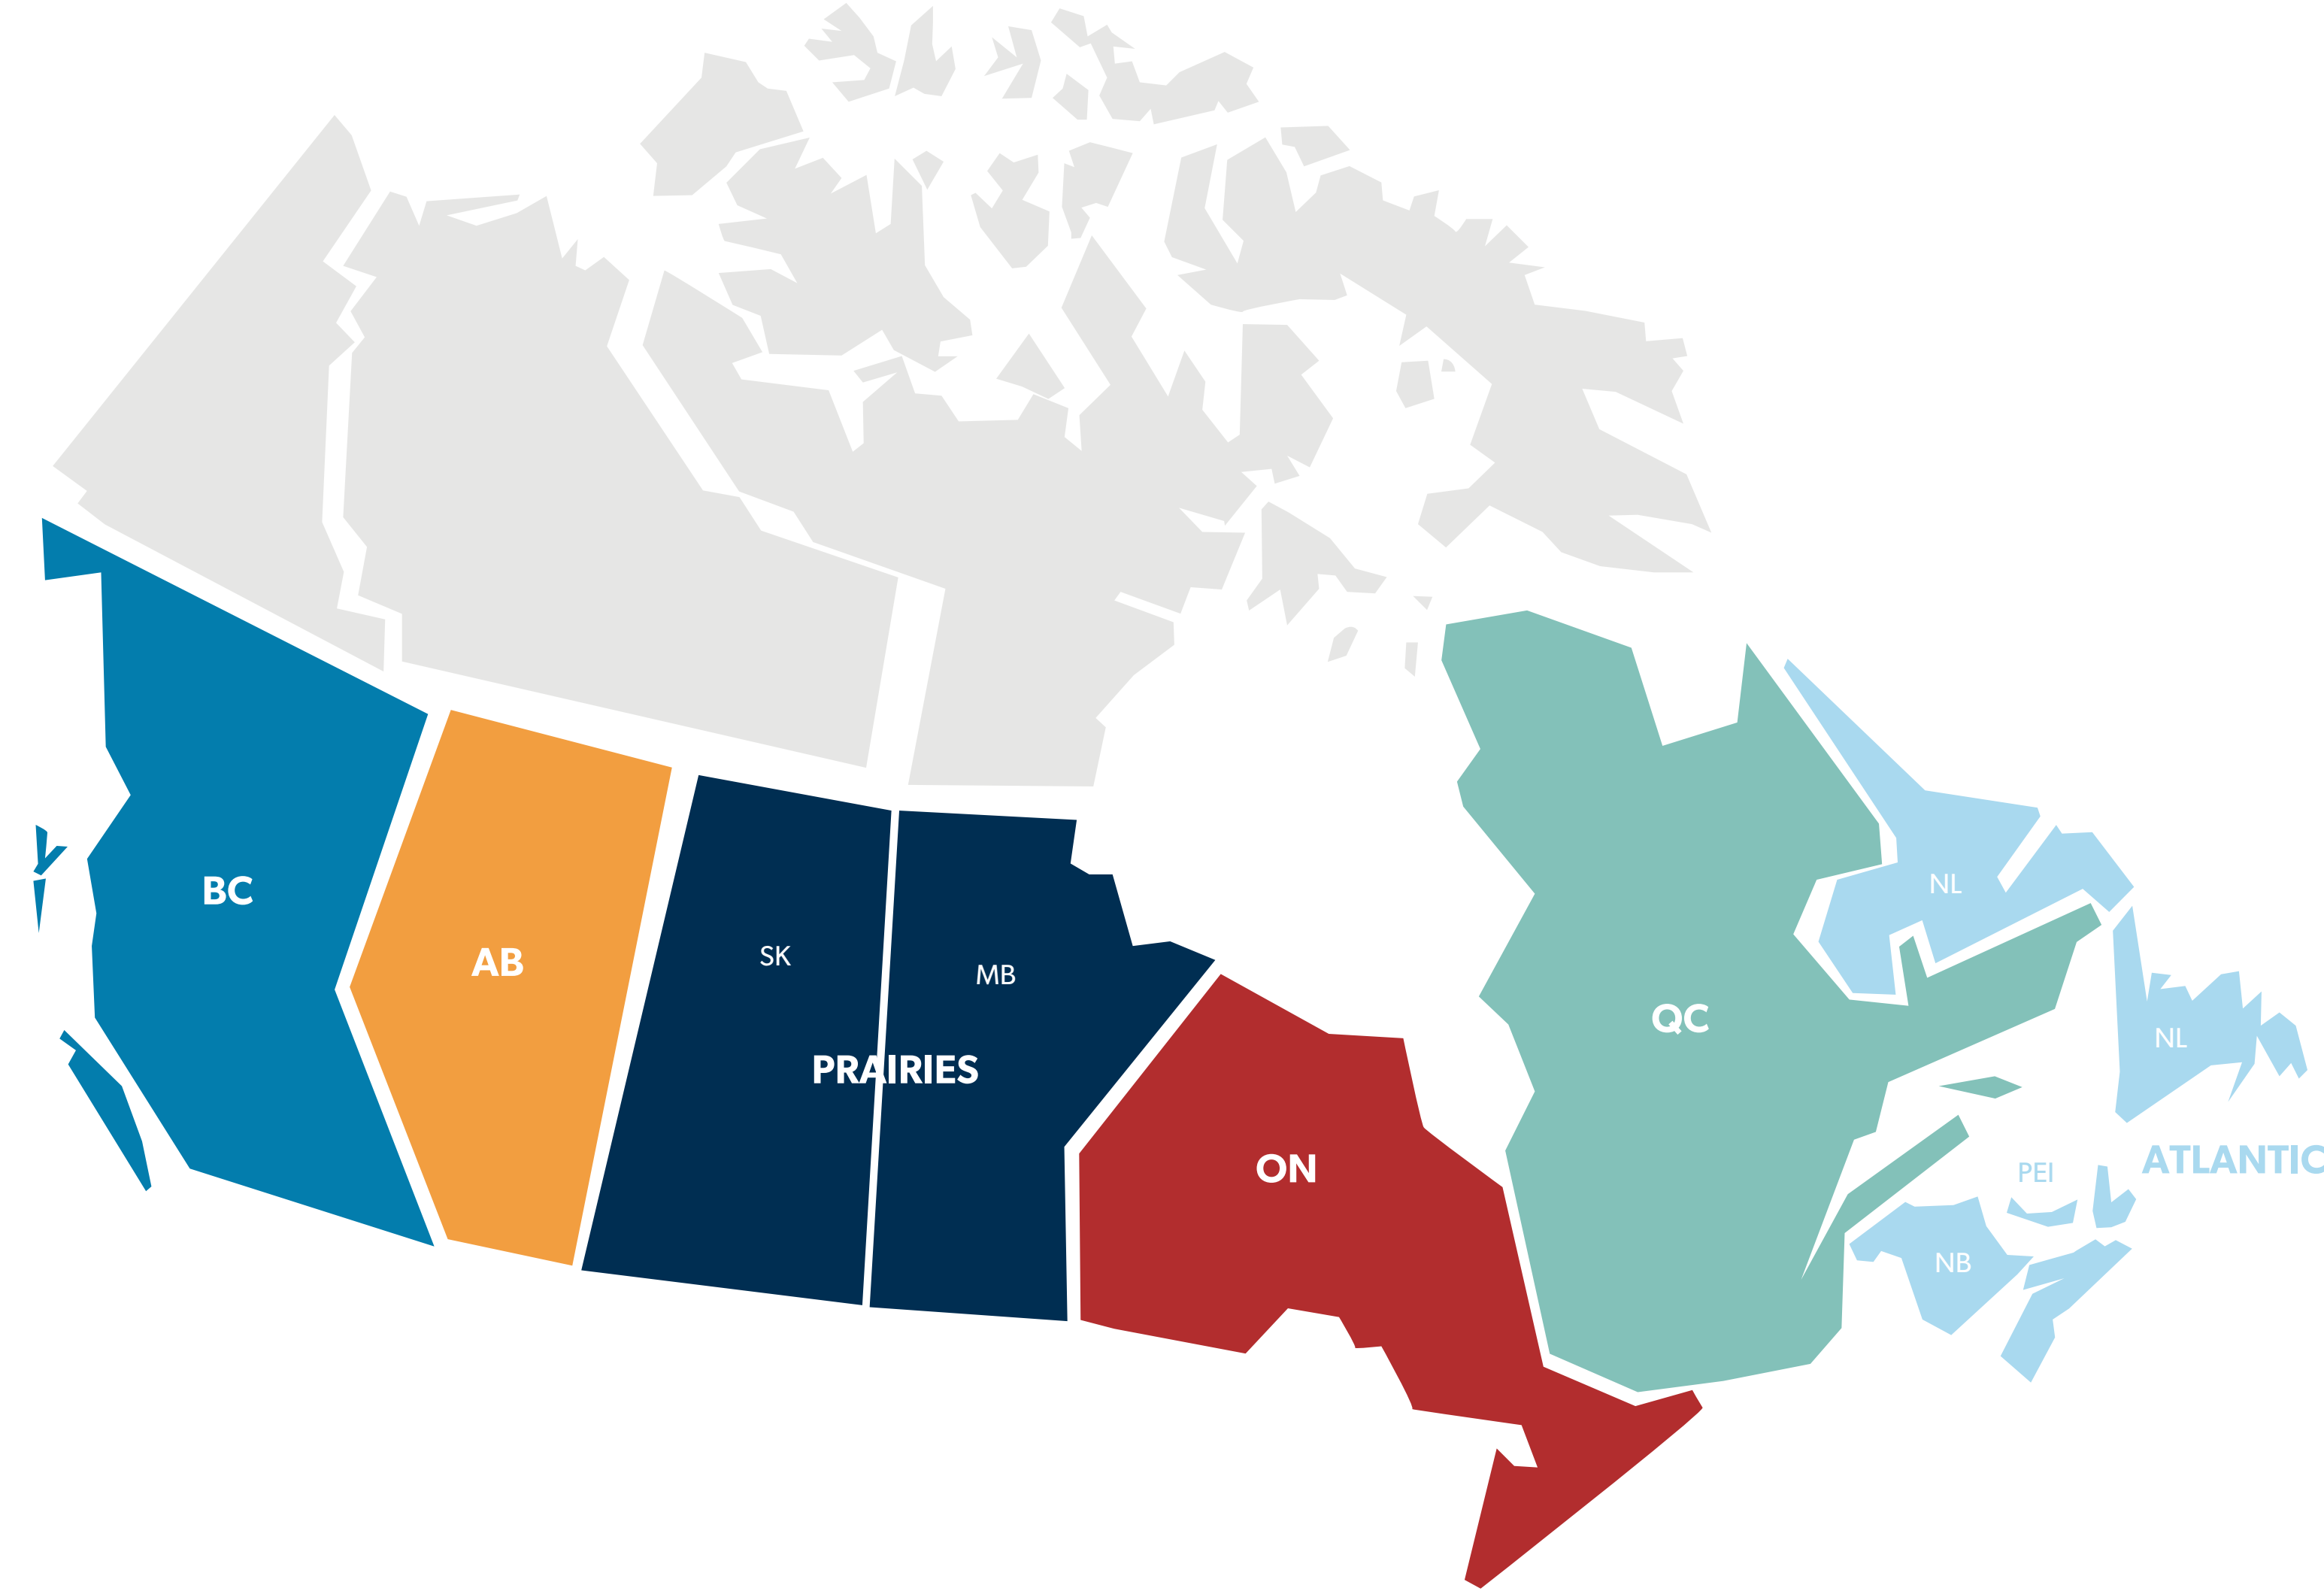 BC
AB
SK
MB
PRAIRIES
ON
QC
NL
NL
ATLANTIC
PEI
NB